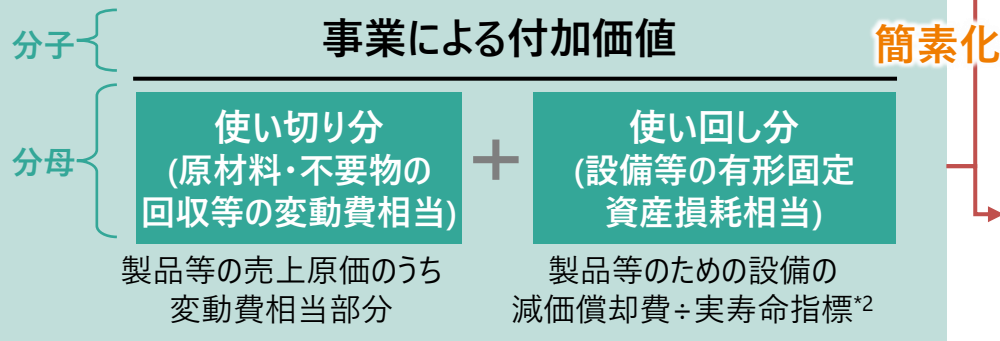 分子
事業による付加価値
簡素化
分母
使い切り分
(原材料・不要物の
回収等の変動費相当)
+
使い回し分
(設備等の有形固定
資産損耗相当)
製品等の売上原価のうち
変動費相当部分
製品等のための設備の
減価償却費÷実寿命指標*2